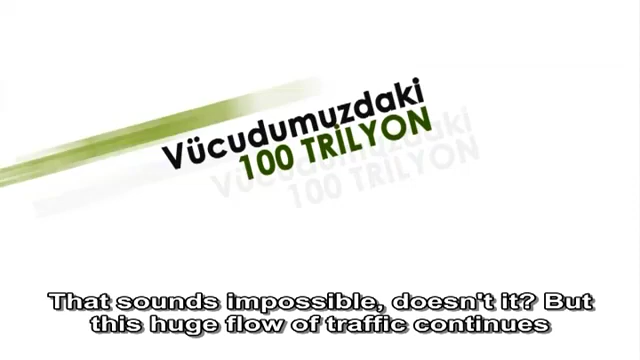 Vücudumuzdaki
100 TRİLYON
Vücudumuzdaki
100 TRİLYON
That sounds impossible, doesn't it? But
this huge flow of traffic continues